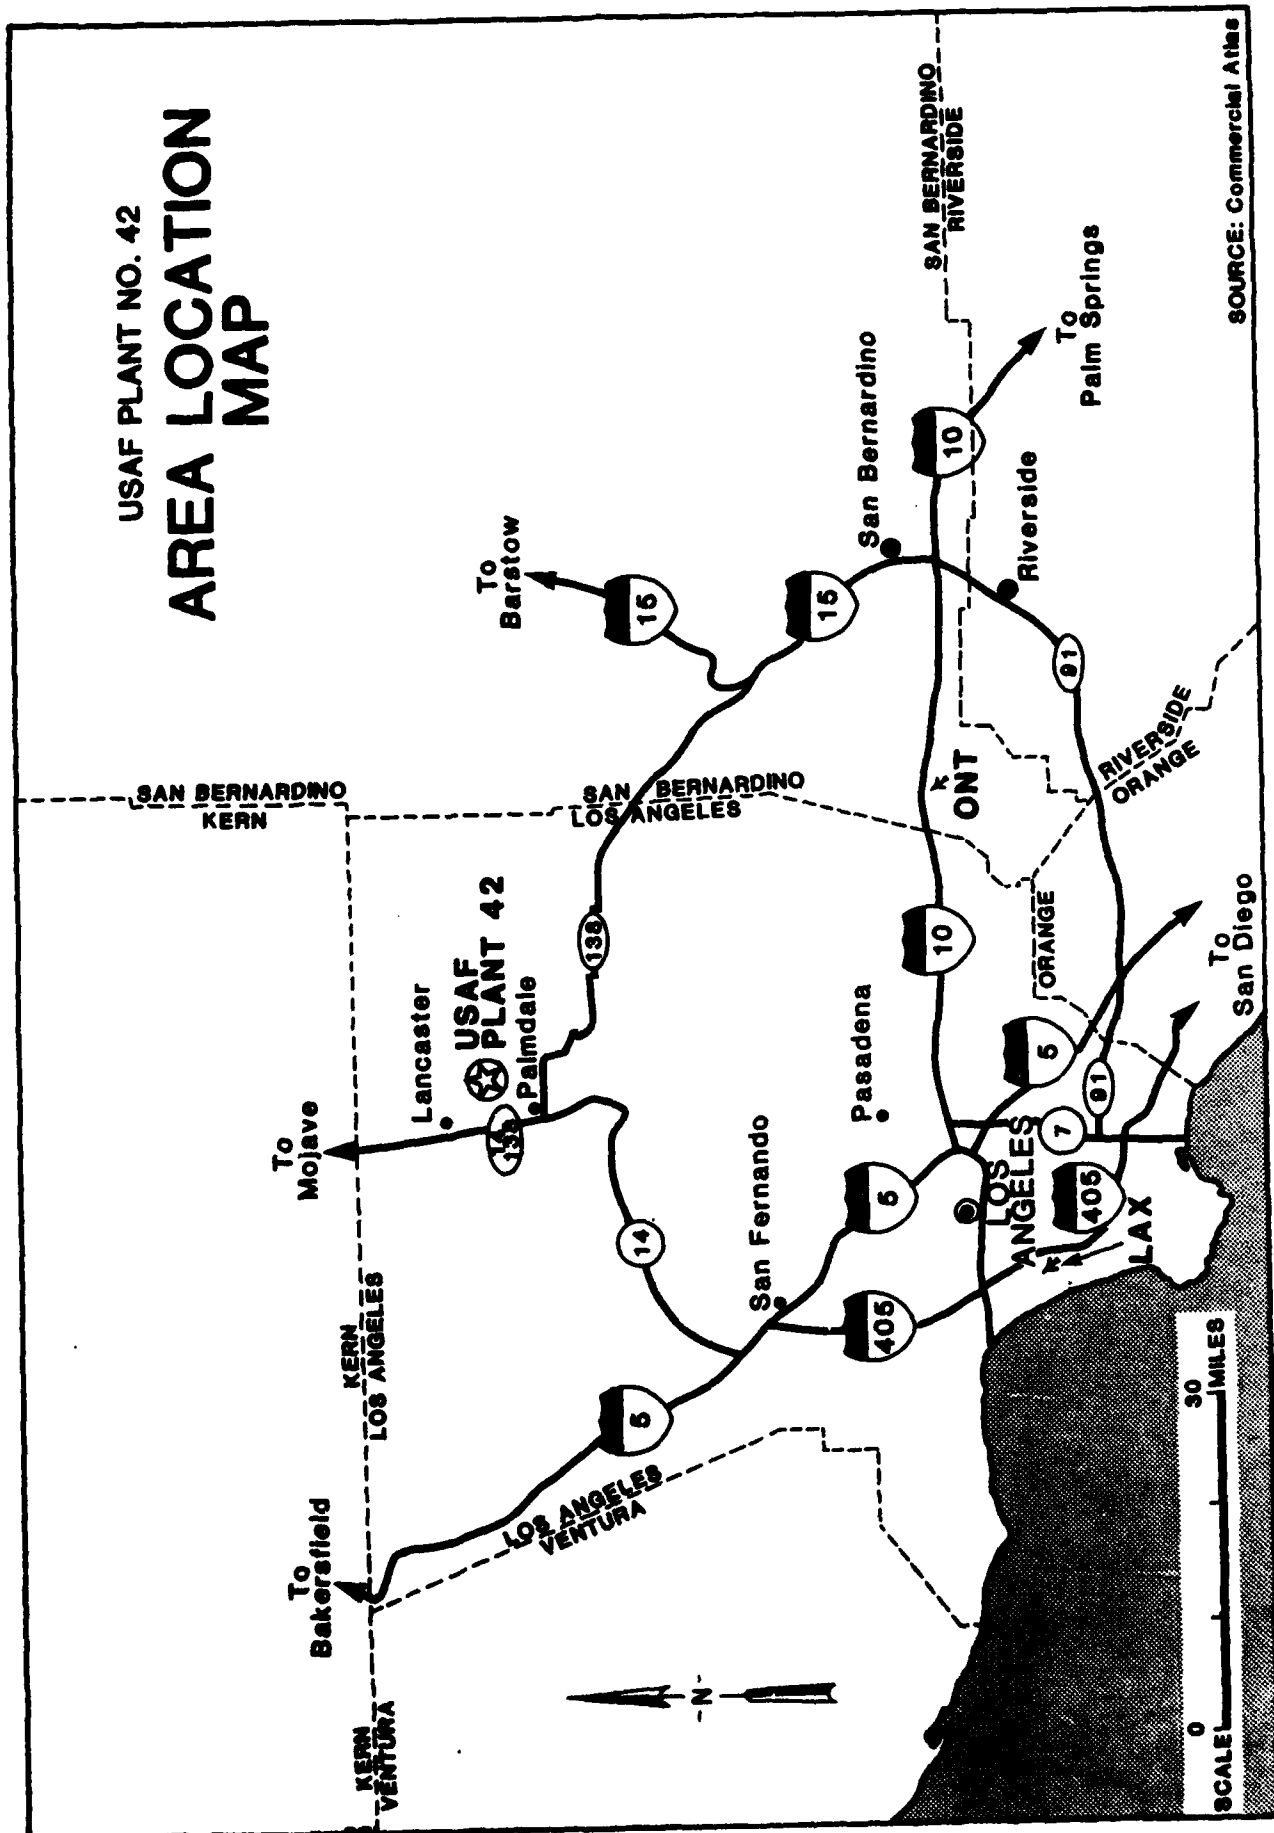 USAF PLANT NO. 42
AREA LOCATION
MAP
To
Bakersfield
To
Mojave
To
Barstow
KERN
VENTURA
KERN
LOS ANGELES
SAN BERNARDINO
KERN
SAN BERNARDINO
LOS ANGELES
LOS ANGELES
VENTURA
Lancaster
USAF
PLANT 42
Palmdale
138
138
15
15
14
5
San Fernando
405
5
Pasadena
San Bernardino
10
10
SAN BERNARDINO
RIVERSIDE
To
Palm Springs
Riverside
ONT
91
RIVERSIDE
ORANGE
ORANGE
LOS
ANGELES
5
7
91
405
LAX
To
San Diego
0
30
SCALE
MILES
N
SOURCE: Commercial Atlas